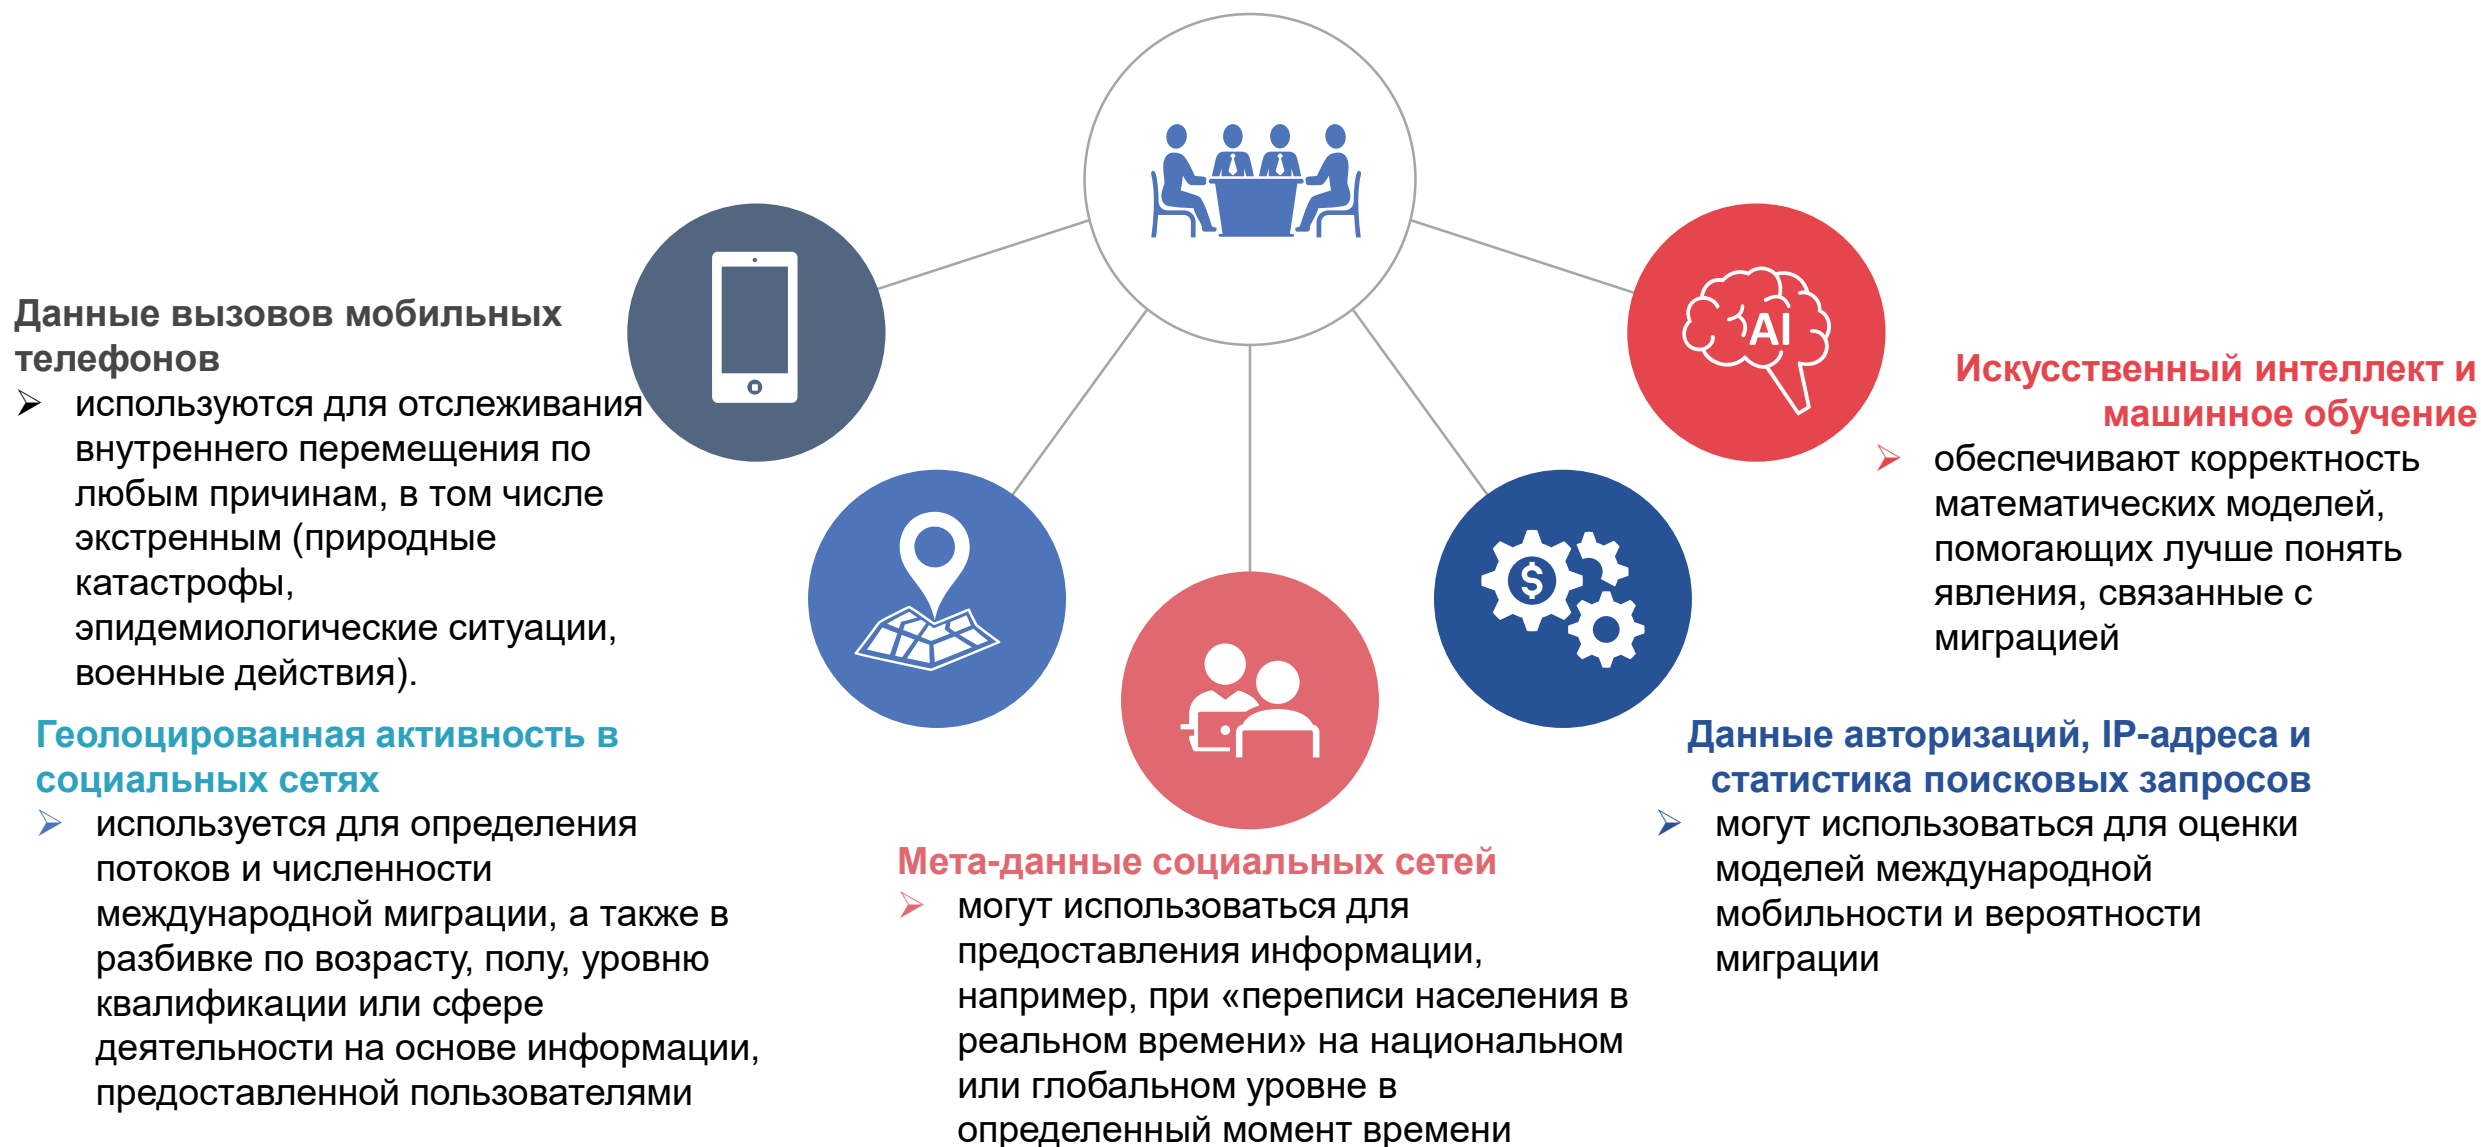 Данные вызовов мобильных
телефонов
используются для отслеживания
внутреннего перемещения по
любым причинам, в том числе
экстренным (природные
катастрофы,
эпидемиологические ситуации,
военные действия).
Геолоцированная активность в
социальных сетях
используется для определения
потоков и численности
международной миграции, а также в
разбивке по возрасту, полу, уровню
квалификации или сфере
деятельности на основе информации,
предоставленной пользователями
Мета-данные социальных сетей
могут использоваться для
предоставления информации,
например, при «переписи населения в
реальном времени» на национальном
или глобальном уровне в
определенный момент времени
$
Данные авторизаций, IP-адреса и
статистика поисковых запросов
могут использоваться для оценки
моделей международной
мобильности и вероятности
миграции
AI
Искусственный интеллект и
машинное обучение
обеспечивают корректность
математических моделей,
помогающих лучше понять
явления, связанные с
миграцией